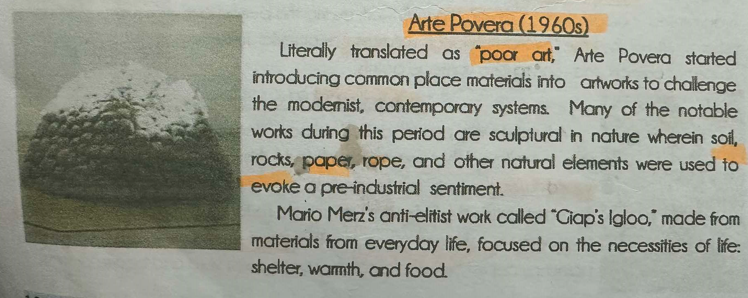 Arte Povera (1960s)
Literally translated as "poor art," Arte Povera started
introducing common place materials into artworks to challenge
the modernist, contemporary systems. Many of the notable
works during this period are sculptural in nature wherein soil,
rocks, paper, rope, and other natural elements were used to
evoke a pre-industrial sentiment.
Mario Merz's anti-elitist work called "Giap's Igloo," made from
materials from everyday life, focused on the necessities of life:
shelter, warmth, and food.